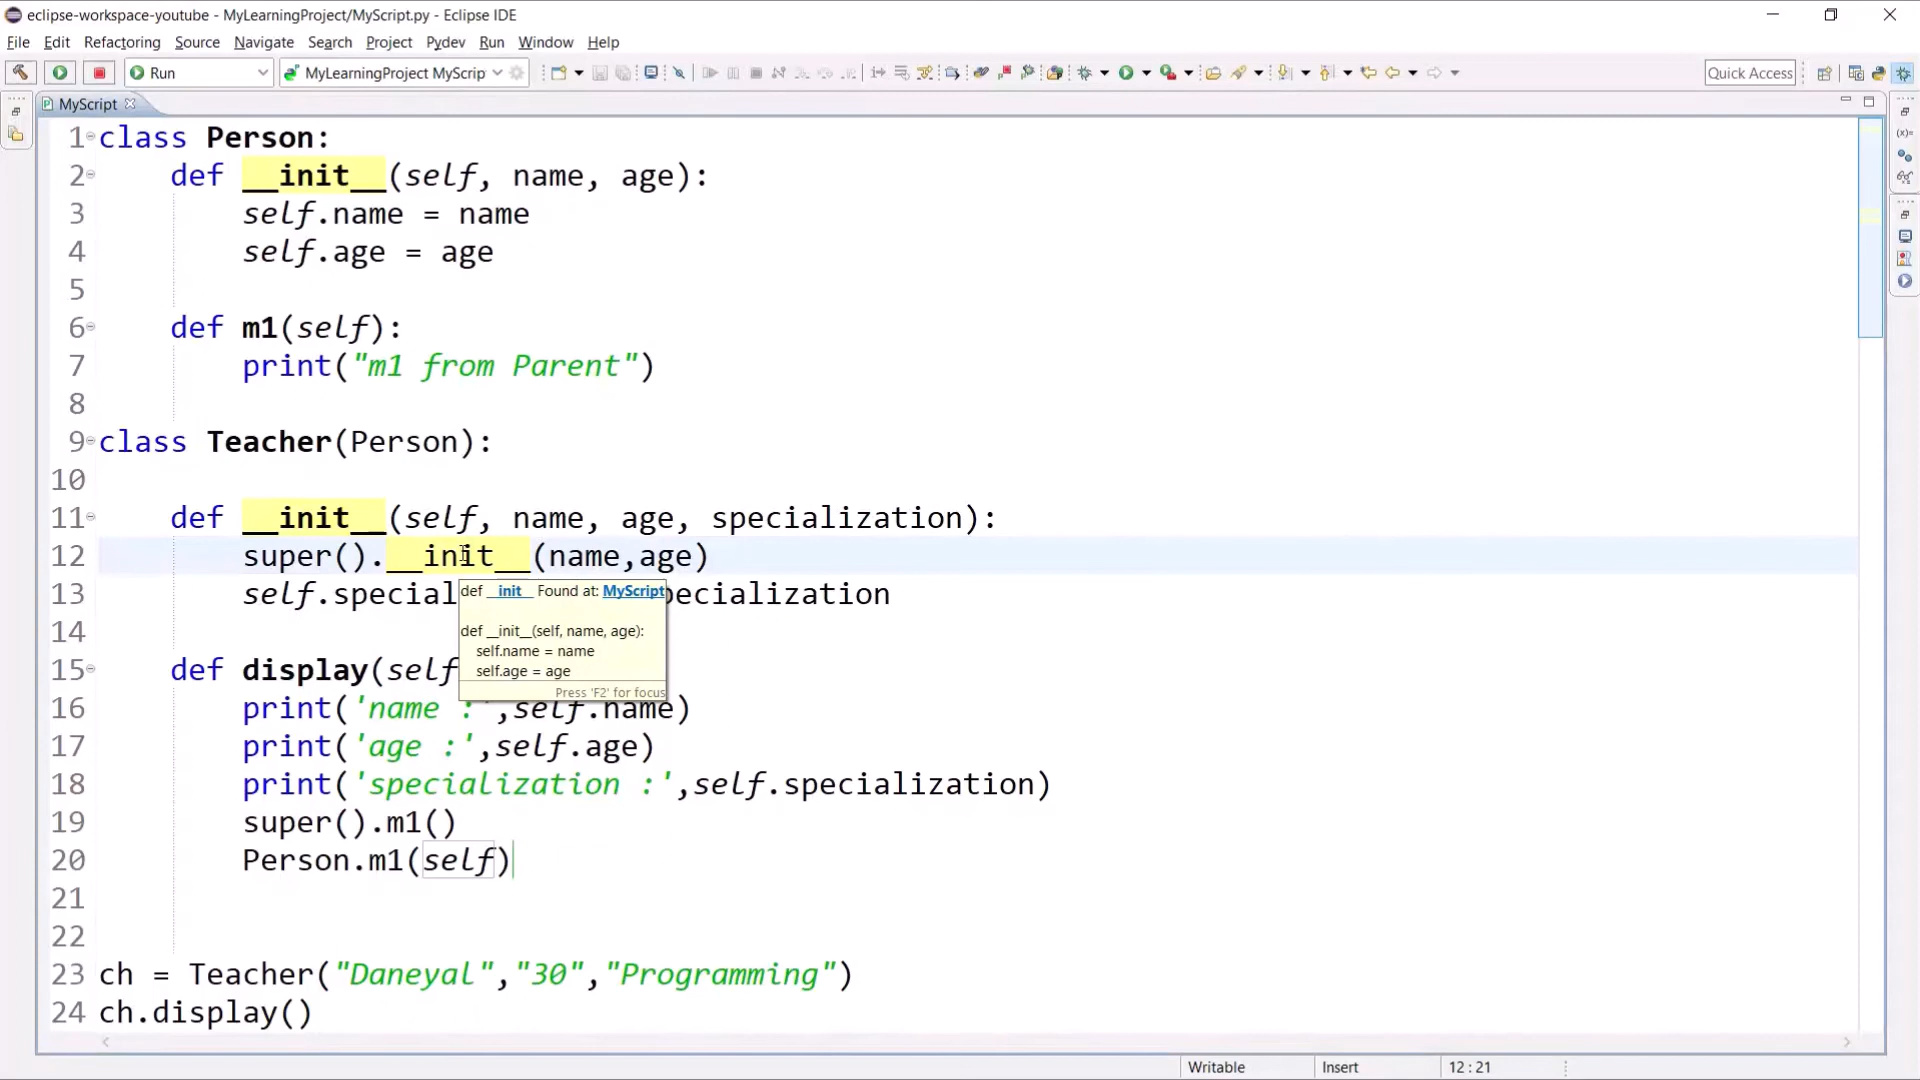 eclipse-workspace-youtube - MyLearningProject/MyScript.py - Eclipse IDE
File Edit Refactoring Source Navigate Search Project Pydev Run Window Help
Run MyLearningProject MyScrip Quick Access
MyScript
1 class Person:
2 def __init__(self, name, age):
3 self.name = name
4 self.age = age
5
6 def m1(self):
7 print("m1 from Parent")
8
9 class Teacher(Person):
10
11 def __init__(self, name, age, specialization):
12 super().__init__(name,age)
13 self.special pecialization
def __init__ Found at: MyScript
def __init__(self, name, age):
self.name = name
self.age = age
Press 'F2' for focus
14
15 def display(self
16 print('name :',self.name)
17 print('age :',self.age)
18 print('specialization :',self.specialization)
19 super().m1()
20 Person.m1(self)
21
22
23 ch = Teacher("Daneyal","30","Programming")
24 ch.display()
Writable Insert 12 : 21